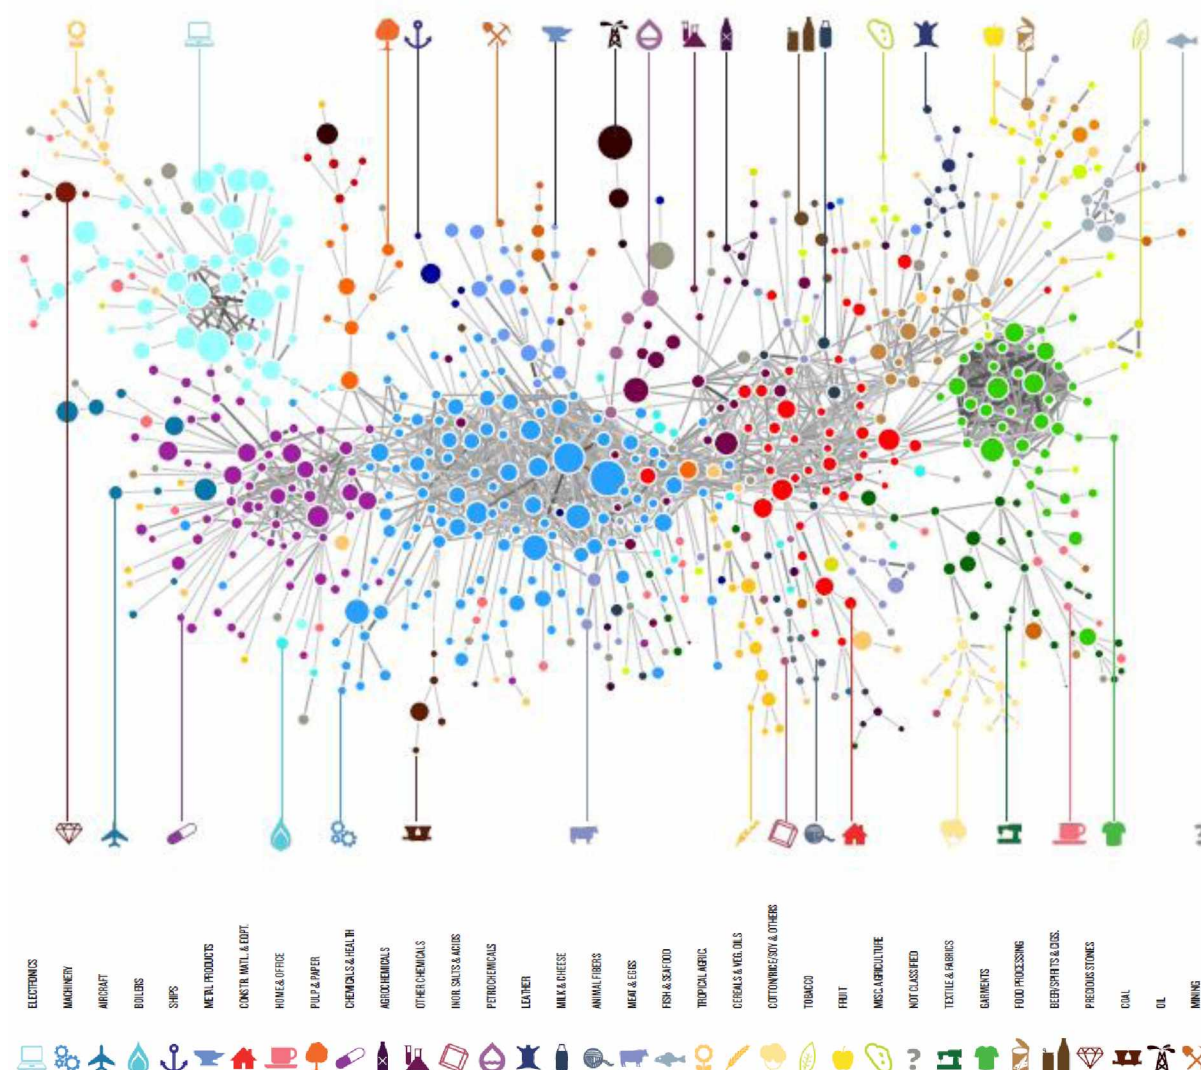 ELECTRONICS
MACHINERY
AIRCRAFT
BOILERS
SHIPS
METAL PRODUCTS
CONSTR. MATL. & EQPT.
HOME & OFFICE
PULP & PAPER
CHEMICALS & HEALTH
AGROCHEMICALS
OTHER CHEMICALS
INOR. SALTS & ACIDS
PETROCHEMICALS
LEATHER
MILK & CHEESE
ANIMAL FIBERS
MEAT & EGGS
FISH & SEAFOOD
TROPICAL AGRIC.
CEREALS & VEG. OILS
COTTON/RICE/SOY & OTHERS
TOBACCO
FRUIT
MISC. AGRICULTURE
NOT CLASSIFIED
TEXTILE & FABRICS
GARMENTS
FOOD PROCESSING
BEER/SPIRITS & CIGS.
PRECIOUS STONES
COAL
OIL
MINING
?